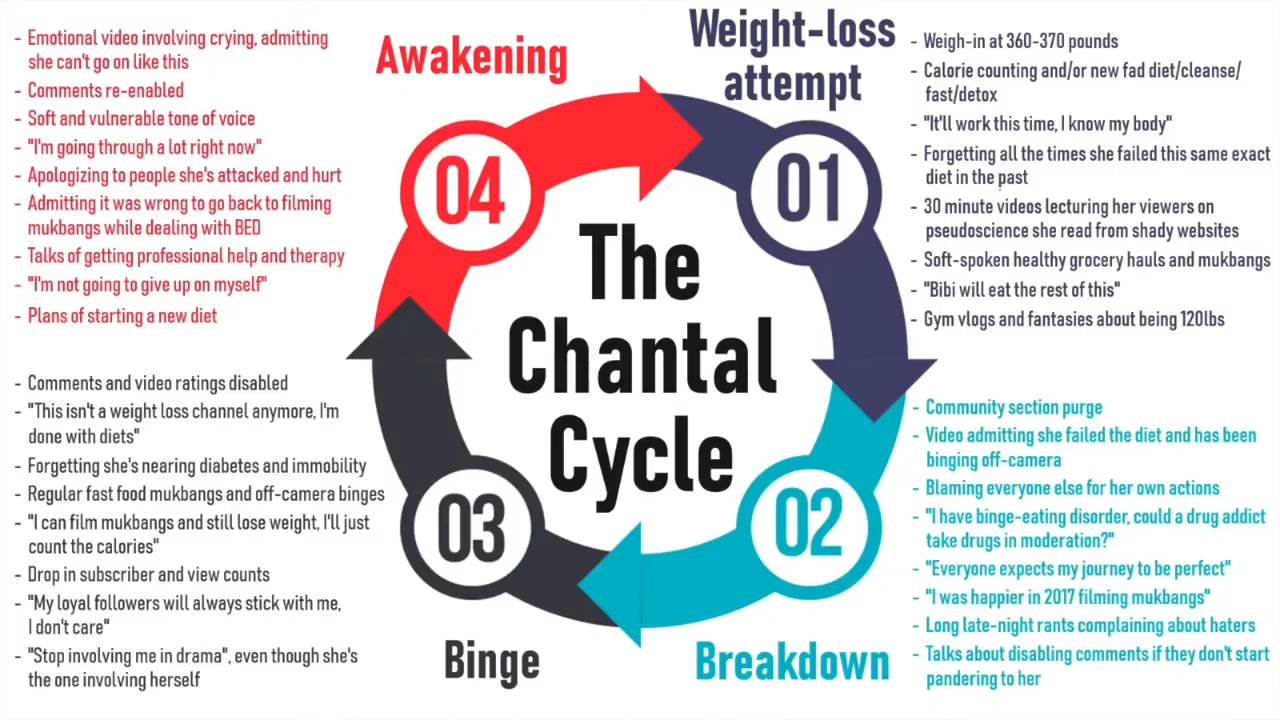 Awakening
- Emotional video involving crying, admitting
she can't go on like this
- Comments re-enabled
- Soft and vulnerable tone of voice
- "I'm going through a lot right now"
- Apologizing to people she's attacked and hurt
- Admitting it was wrong to go back to filming
mukbangs while dealing with BED
- Talks of getting professional help and therapy
- "I'm not going to give up on myself"
- Plans of starting a new diet
04
Weight-loss
attempt
- Weigh-in at 360-370 pounds
- Calorie counting and/or new fad diet/cleanse/
fast/detox
- "It'll work this time, I know my body"
- Forgetting all the times she failed this same exact
diet in the past
- 30 minute videos lecturing her viewers on
pseudoscience she read from shady websites
- Soft-spoken healthy grocery hauls and mukbangs
- "Bibi will eat the rest of this"
- Gym vlogs and fantasies about being 120lbs
01
The
Chantal
Cycle
- Comments and video ratings disabled
- "This isn't a weight loss channel anymore, I'm
done with diets"
- Forgetting she's nearing diabetes and immobility
- Regular fast food mukbangs and off-camera binges
- "I can film mukbangs and still lose weight, I'll just
count the calories"
- Drop in subscriber and view counts
- "My loyal followers will always stick with me,
I don't care"
- "Stop involving me in drama", even though she's
the one involving herself
03
Binge
- Community section purge
- Video admitting she failed the diet and has been
binging off-camera
- Blaming everyone else for her own actions
- "I have binge-eating disorder, could a drug addict
take drugs in moderation?"
- "Everyone expects my journey to be perfect"
- "I was happier in 2017 filming mukbangs"
- Long late-night rants complaining about haters
- Talks about disabling comments if they don't start
pandering to her
02
Breakdown